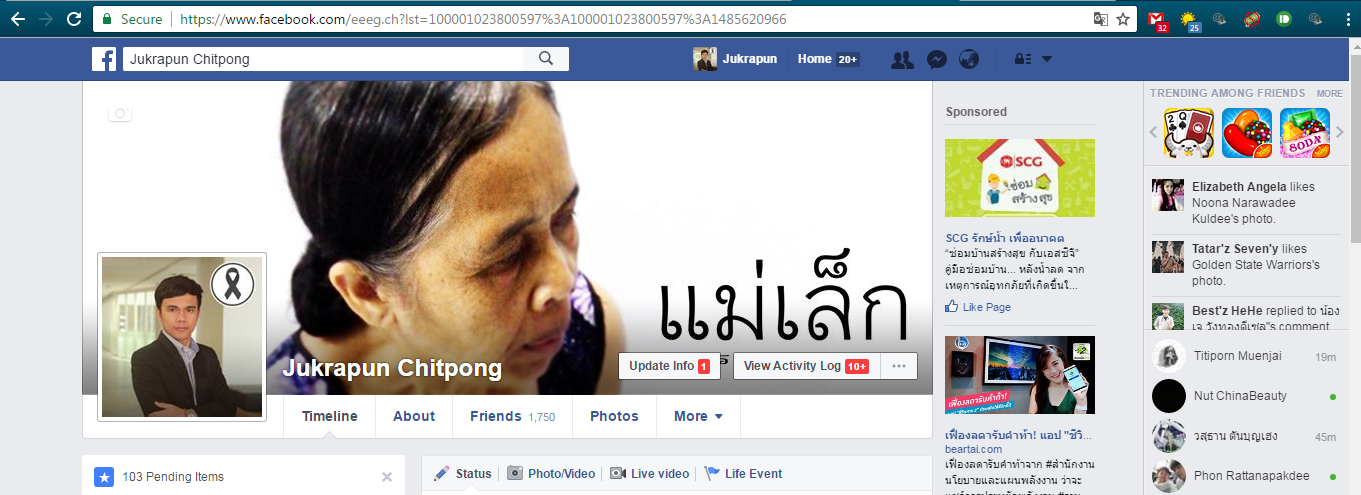 Secure https://www.facebook.com/eeeg.ch?lst=100001023800597%3A100001023800597%3A1485620966
32
25
Jukrapun Chitpong
Jukrapun
Home 20+
แม่เล็ก
Jukrapun Chitpong
Update Info 1
View Activity Log 10+
Timeline
About
Friends 1,750
Photos
More
103 Pending Items
Status
Photo/Video
Live video
Life Event
Sponsored
SCG
ซ่อม
สร้างสุข
SCG รักษ์น้ำ เพื่ออนาคต
"ซ่อมบ้านสร้างสุข กับเอสซีจี"
คู่มือซ่อมบ้าน... หลังน้ำลด จาก
เหตุการณ์อุทกภัยที่เกิดขึ้นใ...
Like Page
เฟื่องลดารับคำท้า!
เฟื่องลดารับคำท้า! แอป "ชีวิ...
beartai.com
เฟื่องลดารับคำท้าจาก #สำนักงาน
นโยบายและแผนพลังงาน ว่าจะ
TRENDING AMONG FRIENDS MORE
2 Q
SODA
Elizabeth Angela likes
Noona Narawadee
Kuldee's photo.
Tatar'z Seven'y likes
Golden State Warriors's
photo.
Best'z HeHe replied to น้อง
Titiporn Muenjai 19m
Nut ChinaBeauty
วสุธาน ตันบุญเฮง 45m
Phon Rattanapakdee